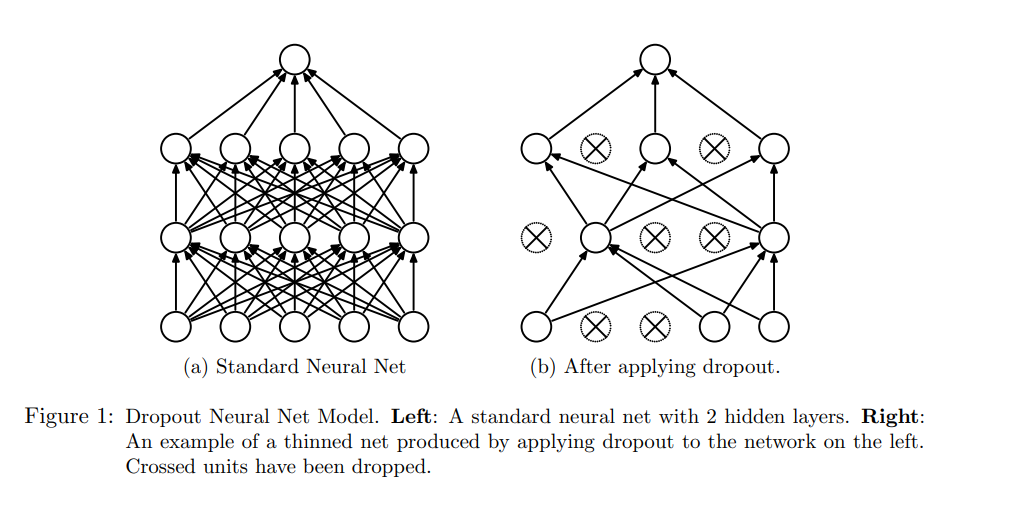 (a) Standard Neural Net
(b) After applying dropout.
Figure 1: Dropout Neural Net Model. Left: A standard neural net with 2 hidden layers. Right:
An example of a thinned net produced by applying dropout to the network on the left.
Crossed units have been dropped.